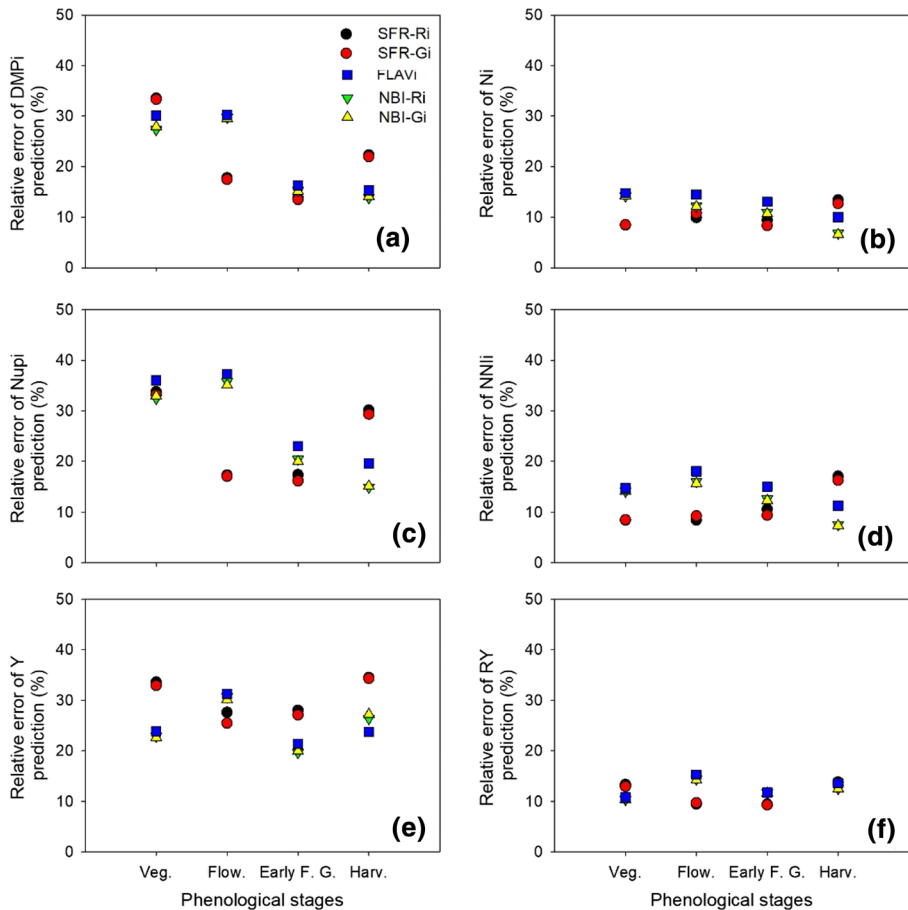 50
40
30
20
10
0
Relative error of DMPi
prediction (%)
SFR-Ri
SFR-Gi
FLAVi
NBI-Ri
NBI-Gi
(a)
50
40
30
20
10
0
Relative error of Ni
prediction (%)
(b)
50
40
30
20
10
0
Relative error of Nupi
prediction (%)
(c)
50
40
30
20
10
0
Relative error of NNIi
prediction (%)
(d)
50
40
30
20
10
0
Relative error of Y
prediction (%)
(e)
Veg. Flow. Early F. G. Harv.
Phenological stages
50
40
30
20
10
0
Relative error of RY
prediction (%)
(f)
Veg. Flow. Early F. G. Harv.
Phenological stages